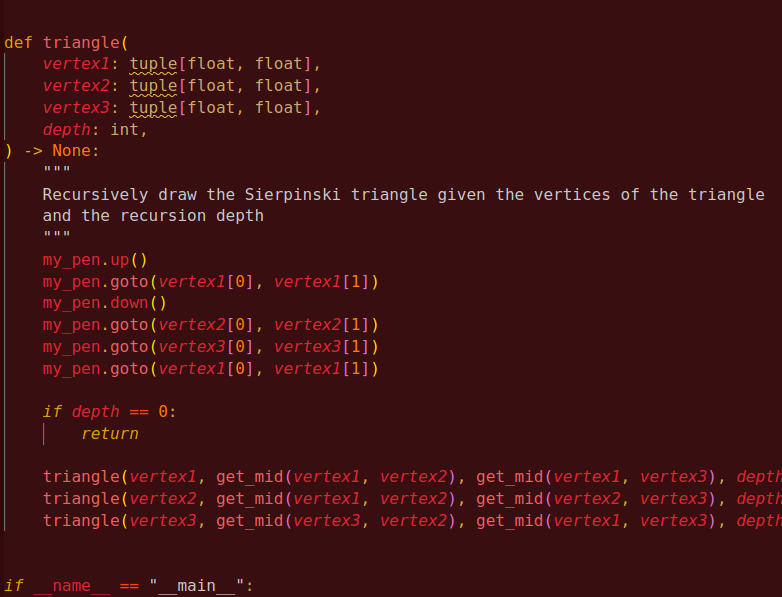 def triangle(
    vertex1: tuple[float, float],
    vertex2: tuple[float, float],
    vertex3: tuple[float, float],
    depth: int,
) -> None:
    """
    Recursively draw the Sierpinski triangle given the vertices of the triangle
    and the recursion depth
    """
    my_pen.up()
    my_pen.goto(vertex1[0], vertex1[1])
    my_pen.down()
    my_pen.goto(vertex2[0], vertex2[1])
    my_pen.goto(vertex3[0], vertex3[1])
    my_pen.goto(vertex1[0], vertex1[1])
    if depth == 0:
        return
    triangle(vertex1, get_mid(vertex1, vertex2), get_mid(vertex1, vertex3), depth
    triangle(vertex2, get_mid(vertex1, vertex2), get_mid(vertex2, vertex3), depth
    triangle(vertex3, get_mid(vertex3, vertex2), get_mid(vertex1, vertex3), depth
if __name__ == "__main__":